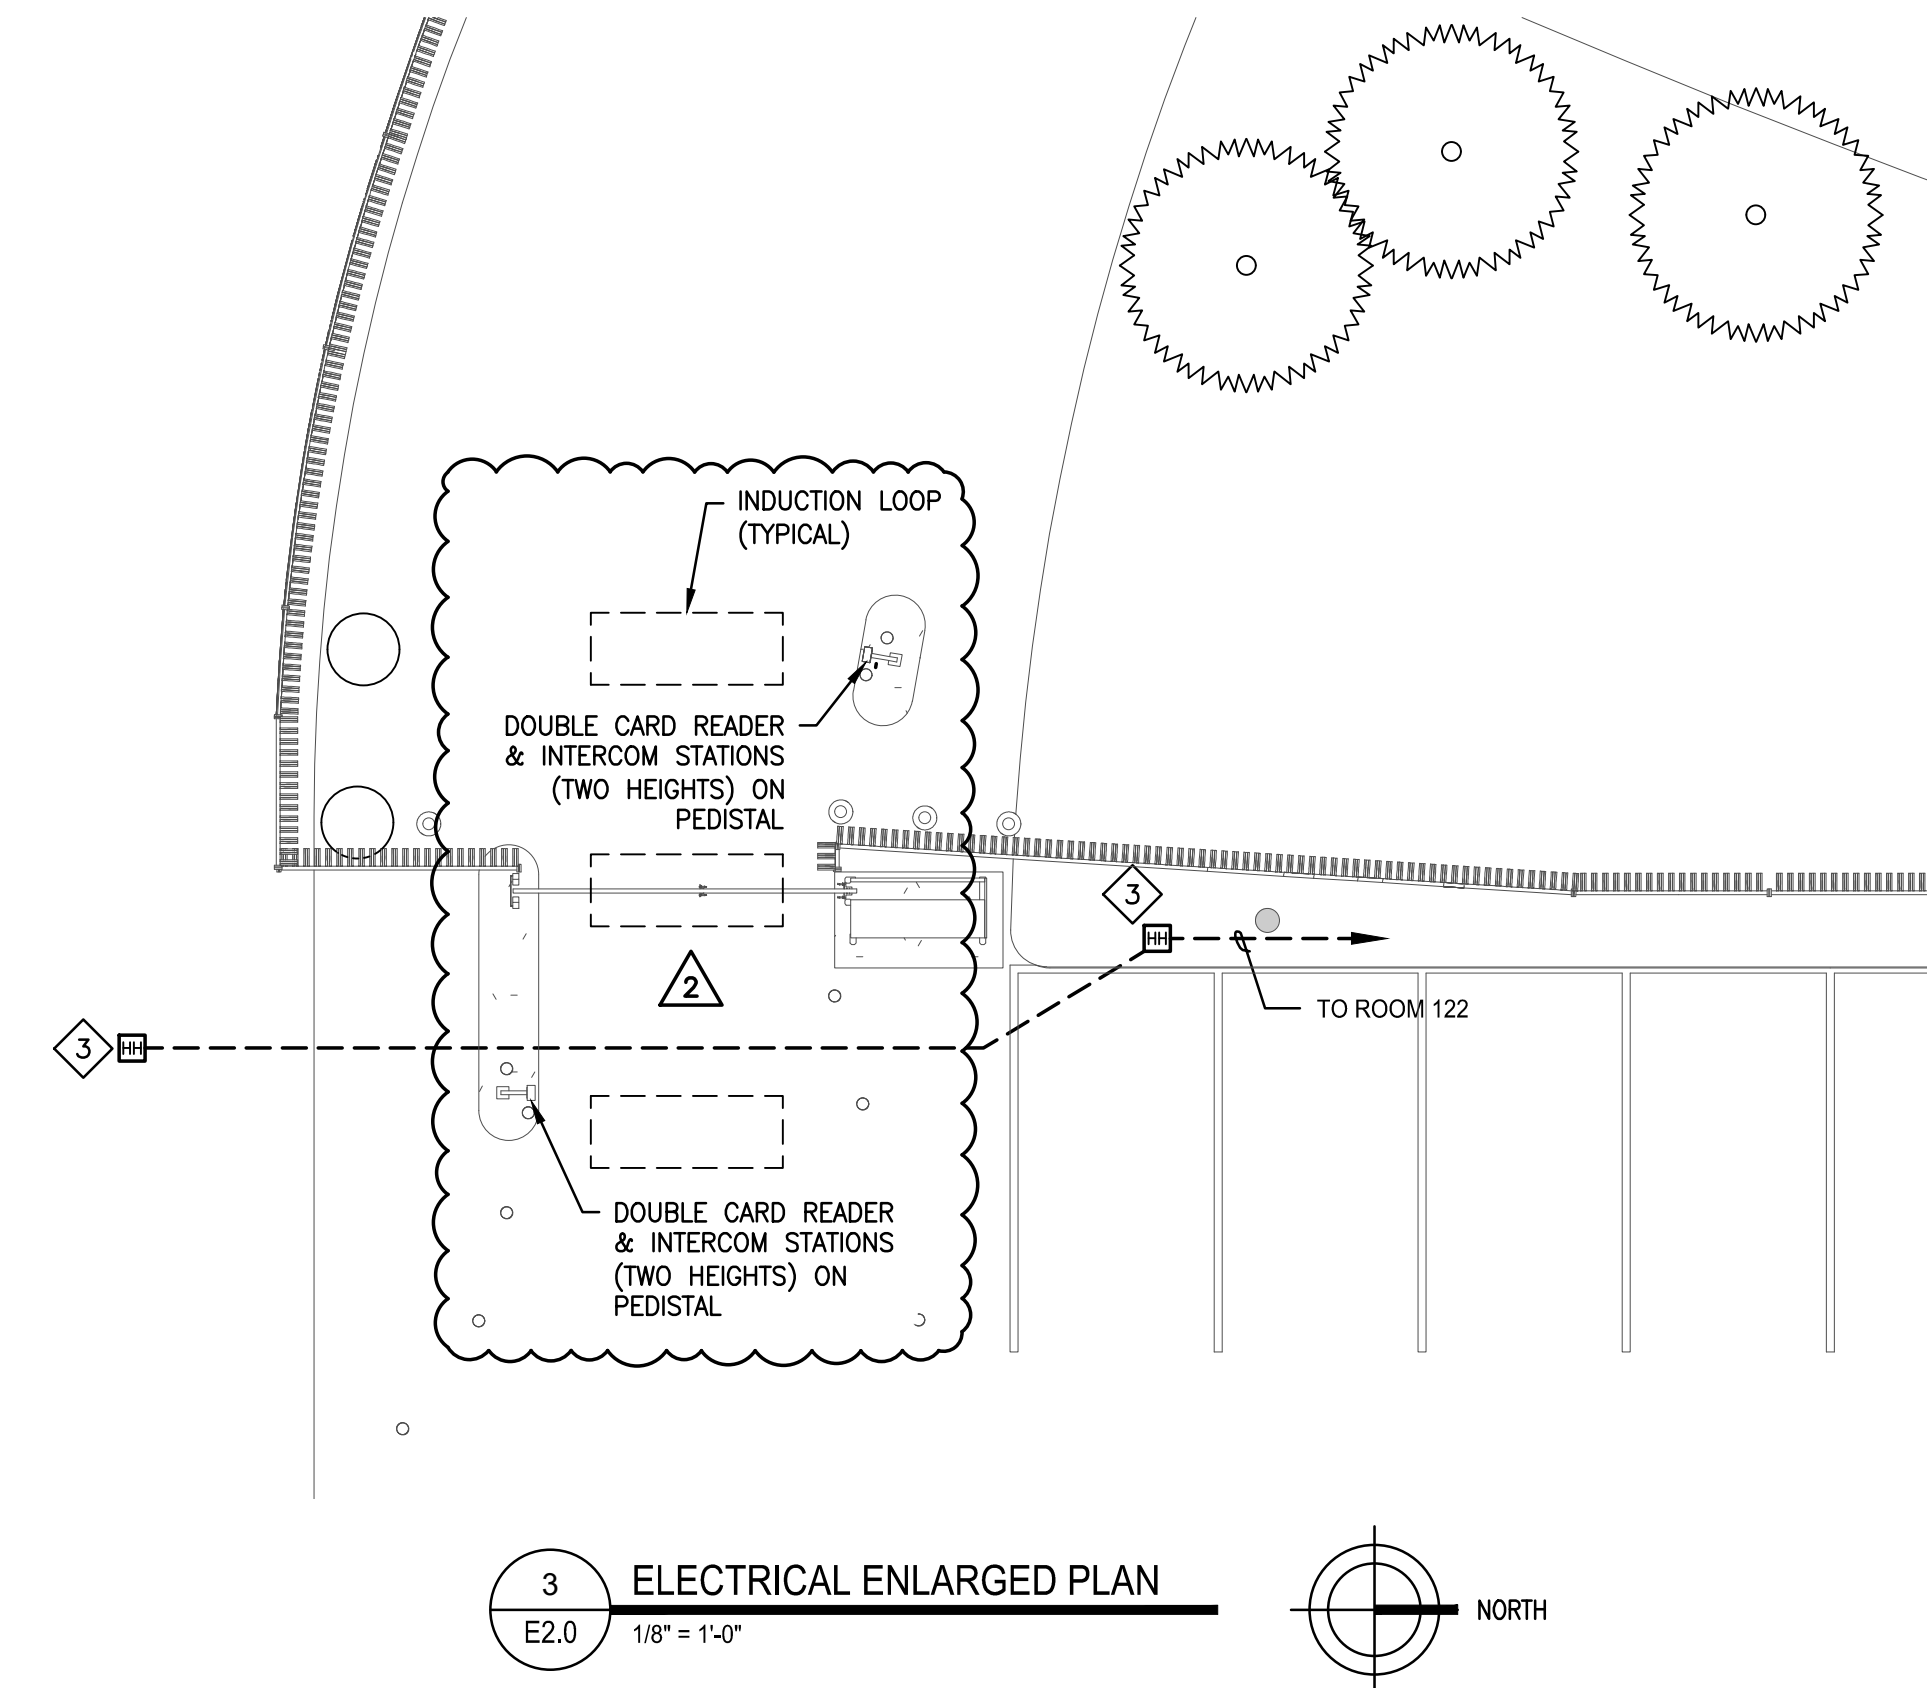 INDUCTION LOOP
(TYPICAL)
DOUBLE CARD READER
& INTERCOM STATIONS
(TWO HEIGHTS) ON
PEDISTAL
3
HH
2
TO ROOM 122
3
HH
DOUBLE CARD READER
& INTERCOM STATIONS
(TWO HEIGHTS) ON
PEDISTAL
3
E2.0
ELECTRICAL ENLARGED PLAN
1/8" = 1'-0"
NORTH